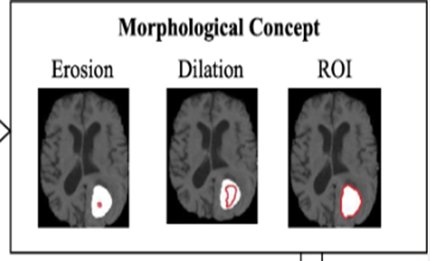 Morphological Concept
Erosion
Dilation
ROI